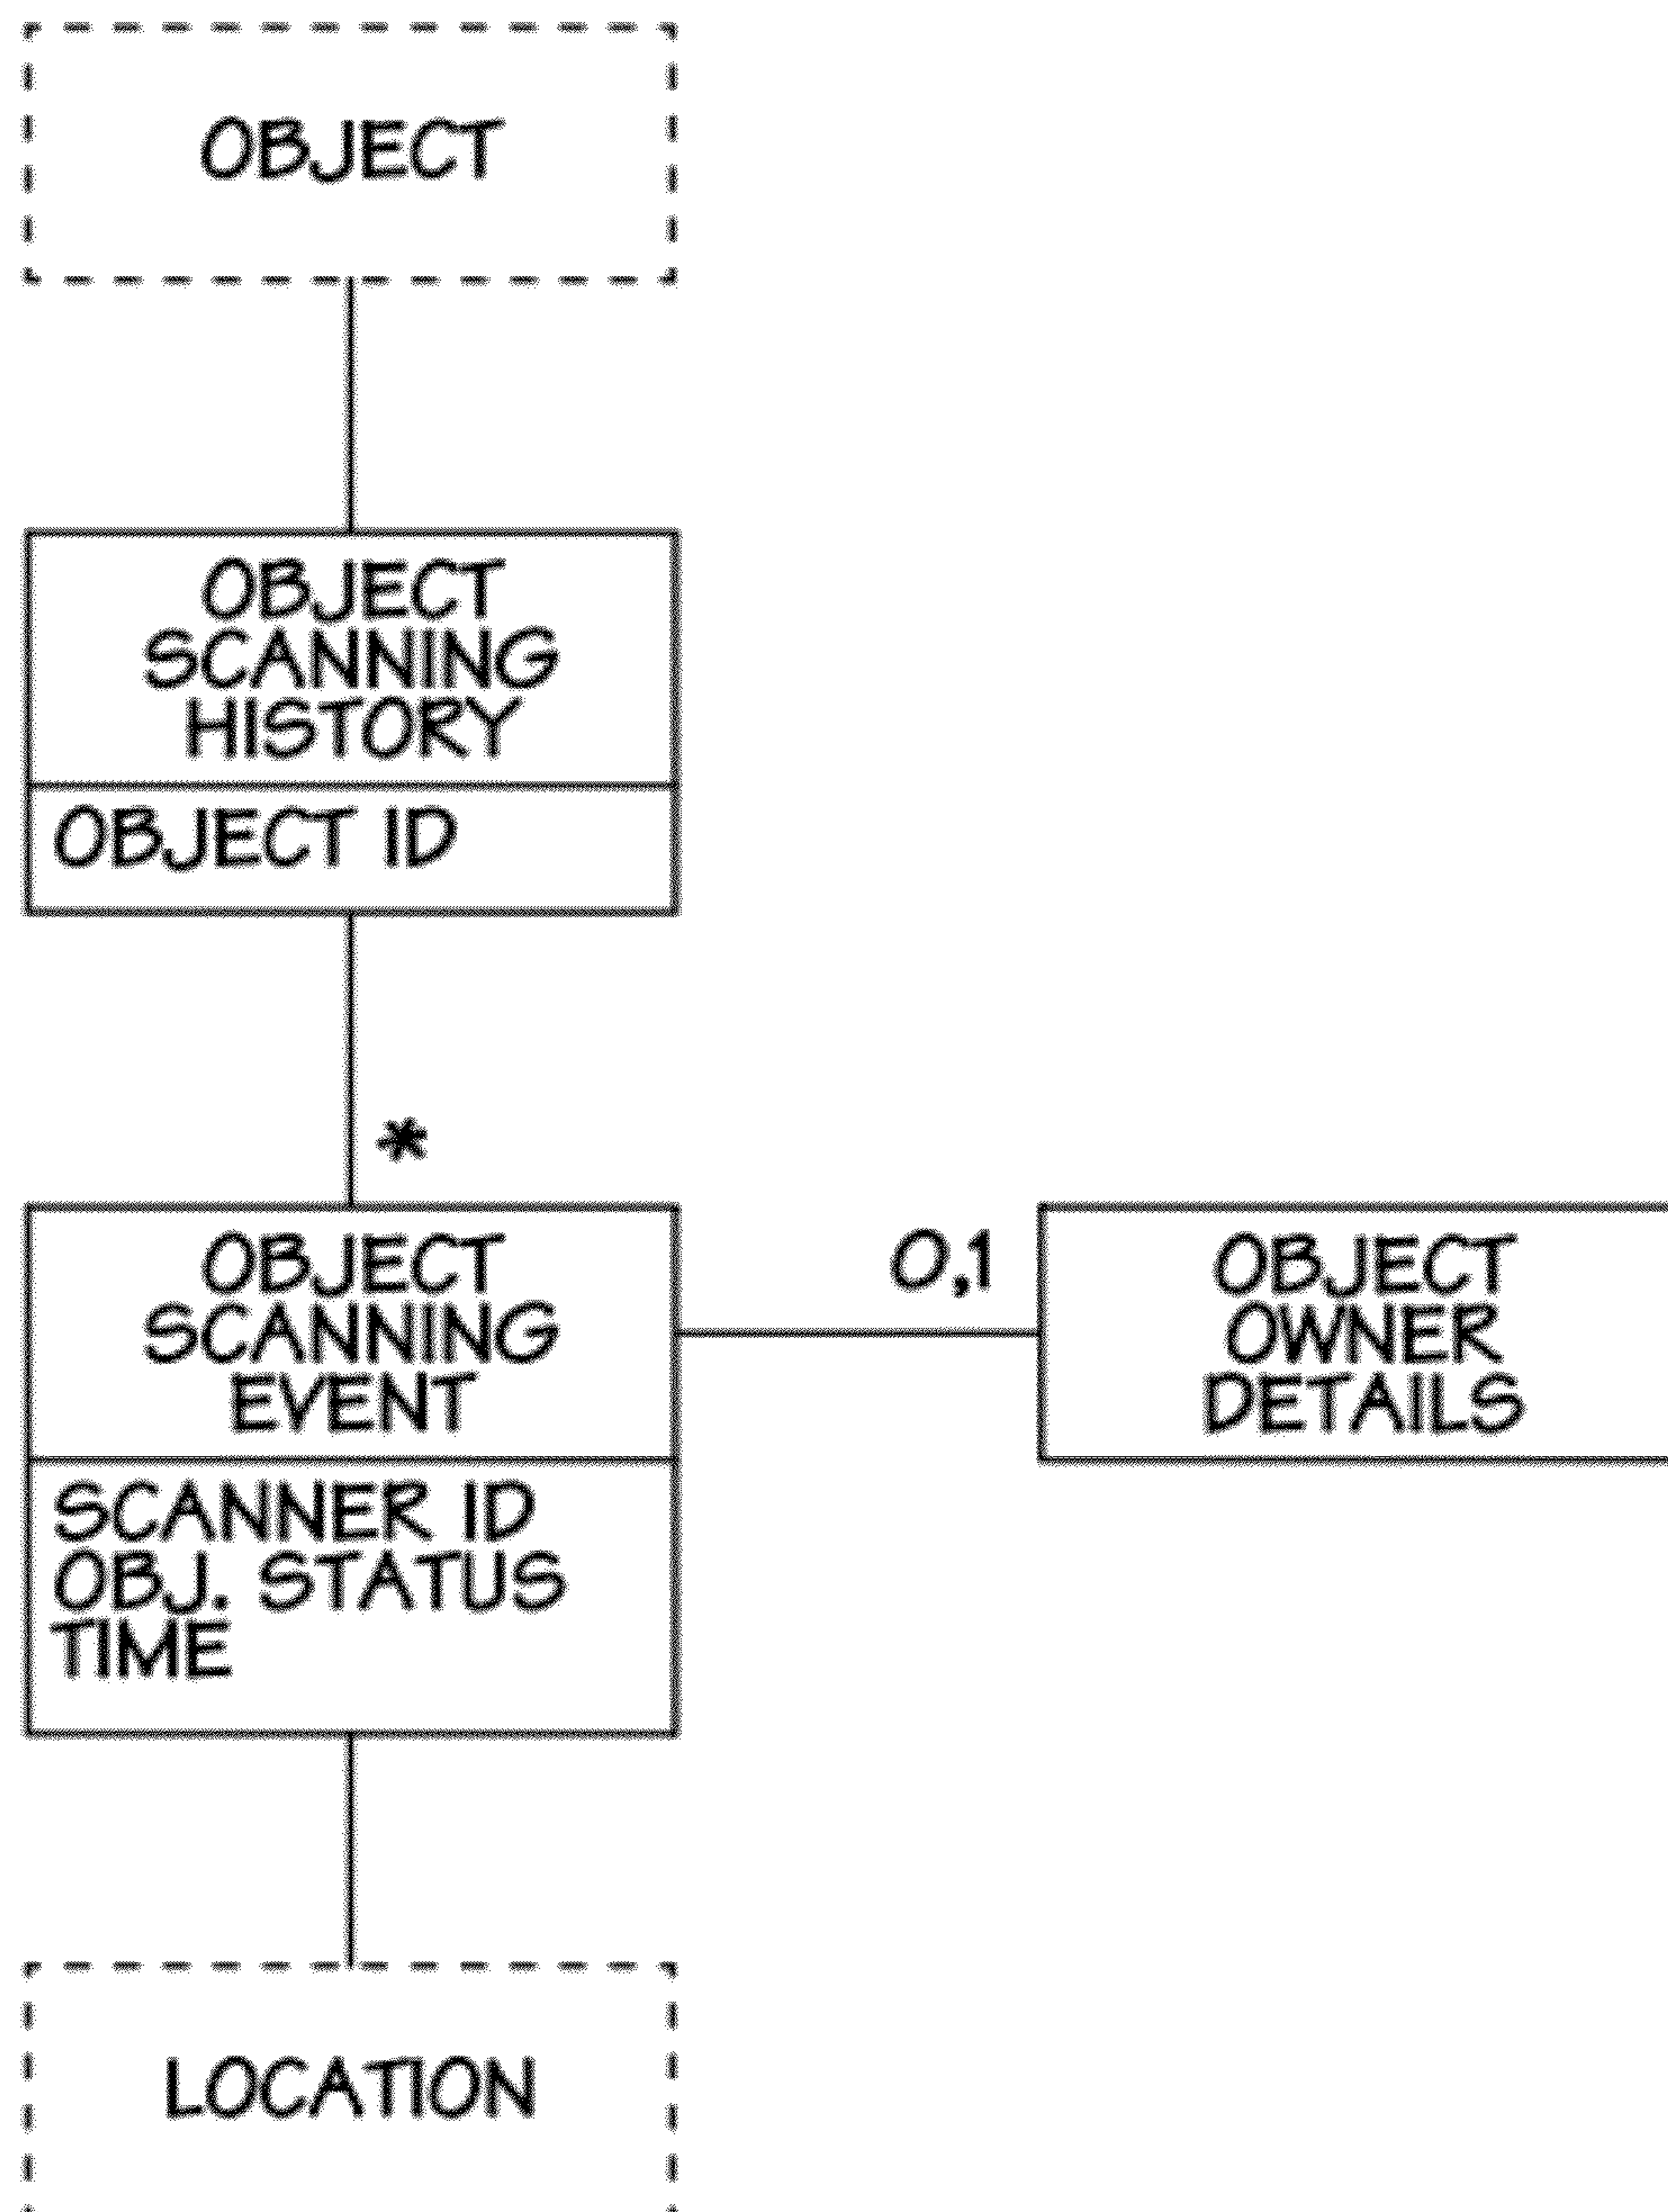 OBJECT
OBJECT
SCANNING
HISTORY
OBJECT ID
*
OBJECT
SCANNING
EVENT
SCANNER ID
OBJ. STATUS
TIME
0,1
OBJECT
OWNER
DETAILS
LOCATION